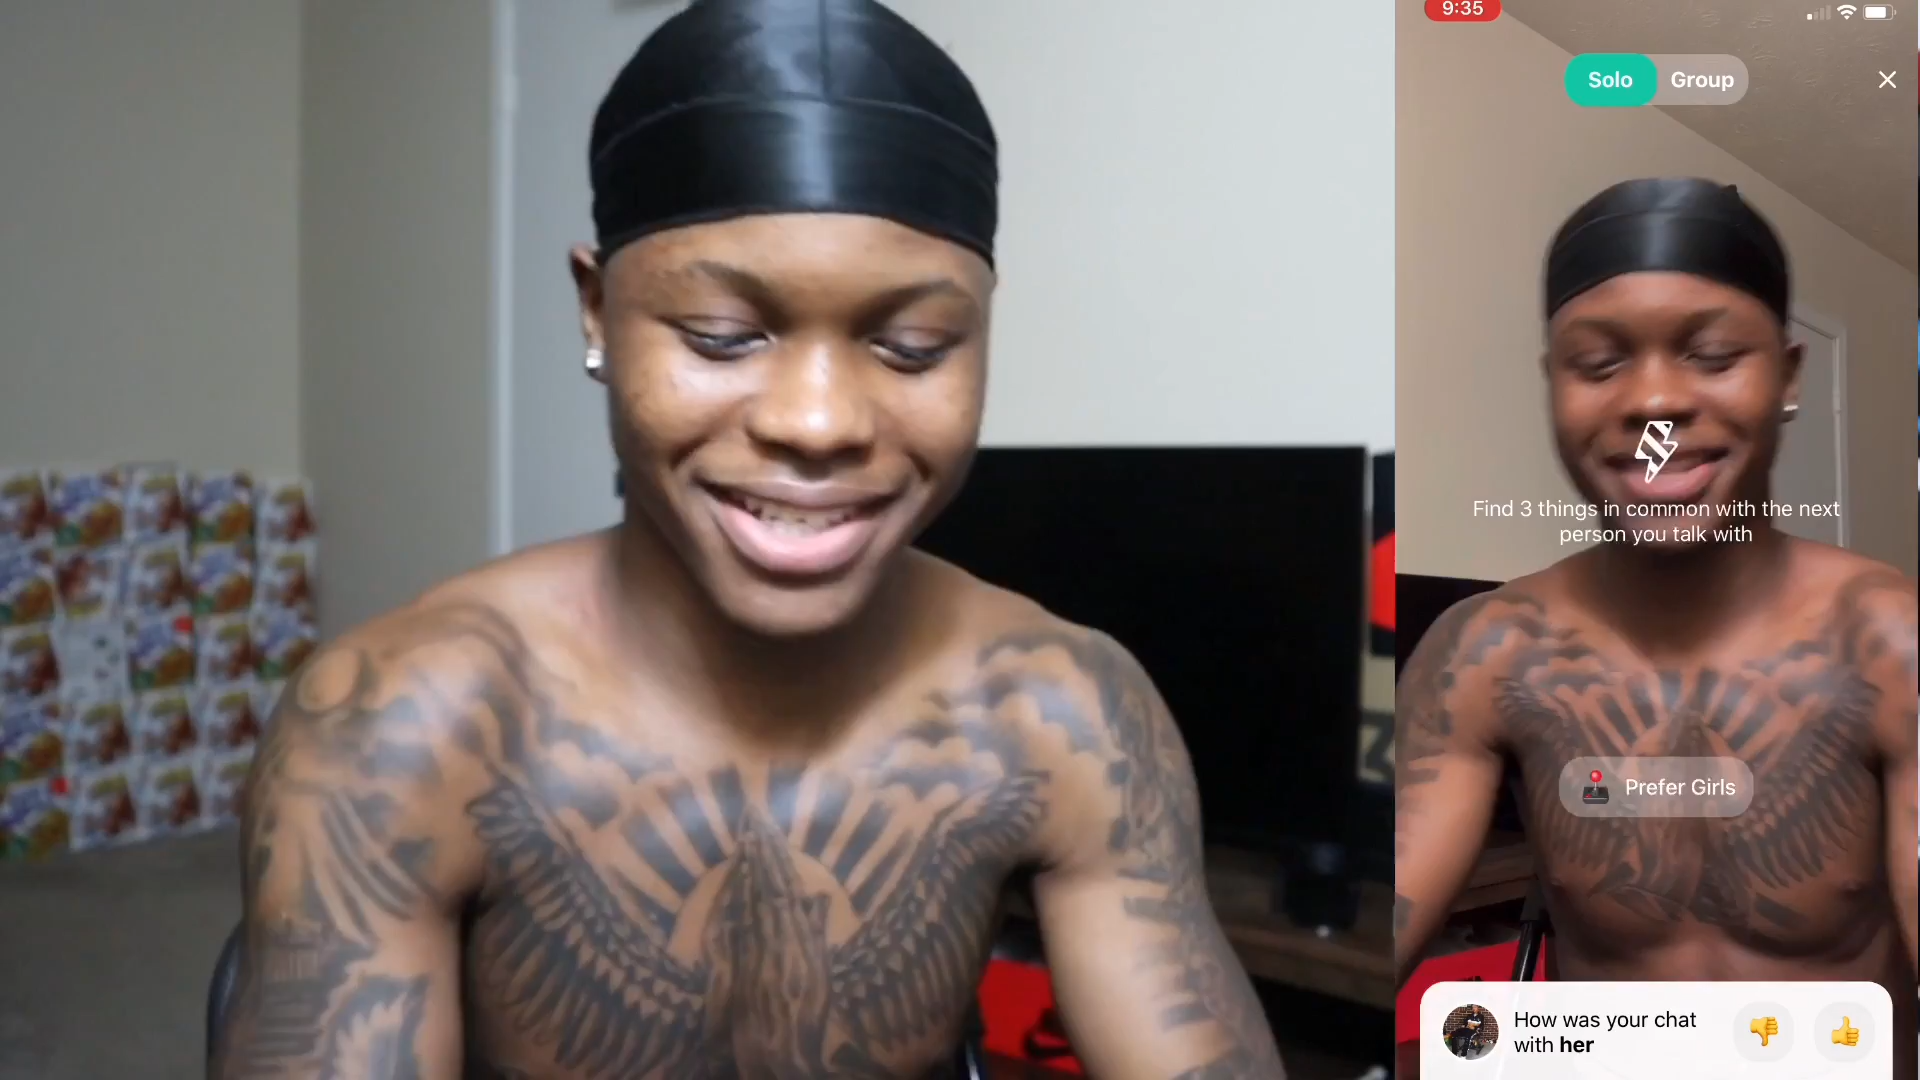 9:35
Solo Group
Find 3 things in common with the next
person you talk with
Prefer Girls
How was your chat
with her